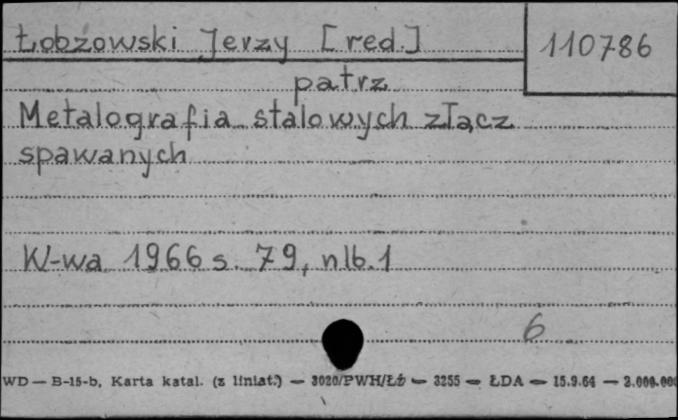 Łobzowski Jerzy [red.]
110786
patrz
Metalografia stalowych złącz
spawanych
W-wa 1966 s. 79, nlb. 1
6
WD — B-15-b, Karta katal. (z liniat.) — 3020/PWH/Łż — 3255 — ŁDA — 15.9.64 — 2.000.000